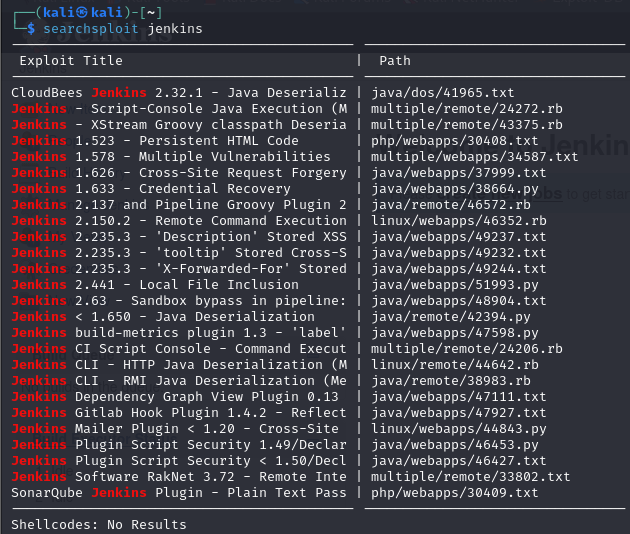 ┌──(kali㉿kali)-[~]
└─$ searchsploit jenkins
Exploit Title | Path
CloudBees Jenkins 2.32.1 - Java Deserializ | java/dos/41965.txt
Jenkins - Script-Console Java Execution (M | multiple/remote/24272.rb
Jenkins - XStream Groovy classpath Deseria | multiple/remote/43375.rb
Jenkins 1.523 - Persistent HTML Code | php/webapps/30408.txt
Jenkins 1.578 - Multiple Vulnerabilities | multiple/webapps/34587.txt
Jenkins 1.626 - Cross-Site Request Forgery | java/webapps/37999.txt
Jenkins 1.633 - Credential Recovery | java/webapps/38664.py
Jenkins 2.137 and Pipeline Groovy Plugin 2 | java/remote/46572.rb
Jenkins 2.150.2 - Remote Command Execution | linux/webapps/46352.rb
Jenkins 2.235.3 - 'Description' Stored XSS | java/webapps/49237.txt
Jenkins 2.235.3 - 'tooltip' Stored Cross-S | java/webapps/49232.txt
Jenkins 2.235.3 - 'X-Forwarded-For' Stored | java/webapps/49244.txt
Jenkins 2.441 - Local File Inclusion | java/webapps/51993.py
Jenkins 2.63 - Sandbox bypass in pipeline: | java/webapps/48904.txt
Jenkins < 1.650 - Java Deserialization | java/remote/42394.py
Jenkins build-metrics plugin 1.3 - 'label' | java/webapps/47598.py
Jenkins CI Script Console - Command Execut | multiple/remote/24206.rb
Jenkins CLI - HTTP Java Deserialization (M | linux/remote/44642.rb
Jenkins CLI - RMI Java Deserialization (Me | java/remote/38983.rb
Jenkins Dependency Graph View Plugin 0.13 | java/webapps/47111.txt
Jenkins Gitlab Hook Plugin 1.4.2 - Reflect | java/webapps/47927.txt
Jenkins Mailer Plugin < 1.20 - Cross-Site | linux/webapps/44843.py
Jenkins Plugin Script Security 1.49/Declar | java/webapps/46453.py
Jenkins Plugin Script Security < 1.50/Decl | java/webapps/46427.txt
Jenkins Software RakNet 3.72 - Remote Inte | multiple/remote/33802.txt
SonarQube Jenkins Plugin - Plain Text Pass | php/webapps/30409.txt
Shellcodes: No Results